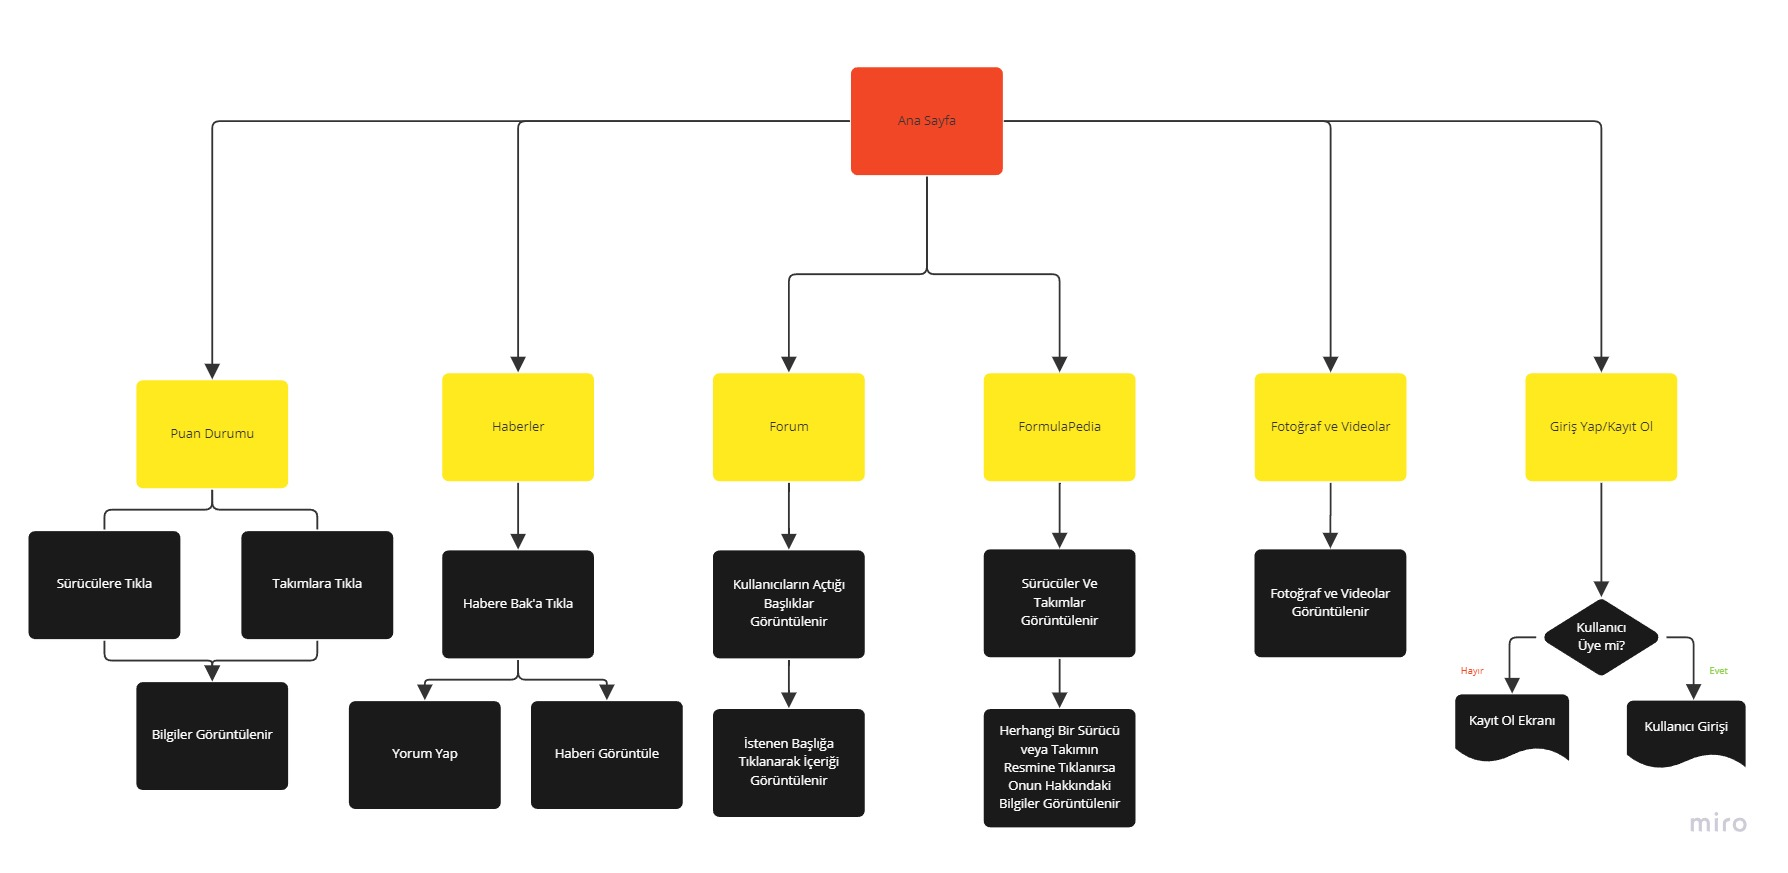 Ana Sayfa
Puan Durumu
Haberler
Forum
FormulaPedia
Fotoğraf ve Videolar
Giriş Yap/Kayıt Ol
Sürücülere Tıkla
Takımlara Tıkla
Habere Bak'a Tıkla
Kullanıcıların Açtığı
Başlıklar
Görüntülenir
Sürücüler Ve
Takımlar
Görüntülenir
Fotoğraf ve Videolar
Görüntülenir
Kullanıcı
Üye mi?
Hayır
Evet
Bilgiler Görüntülenir
Yorum Yap
Haberi Görüntüle
İstenen Başlığa
Tıklanarak İçeriği
Görüntülenir
Herhangi Bir Sürücü
veya Takımın
Resmine Tıklanırsa
Onun Hakkındaki
Bilgiler Görüntülenir
Kayıt Ol Ekranı
Kullanıcı Girişi
miro